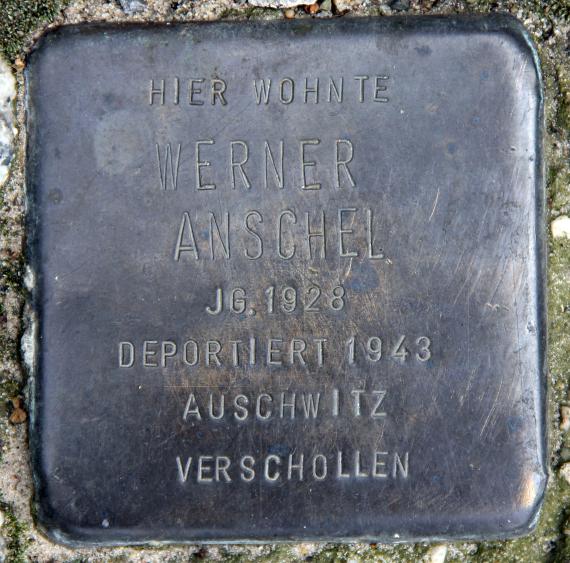 HIER WOHNTE
WERNER
ANSCHEL
JG. 1928
DEPORTIERT 1943
AUSCHWITZ
VERSCHOLLEN